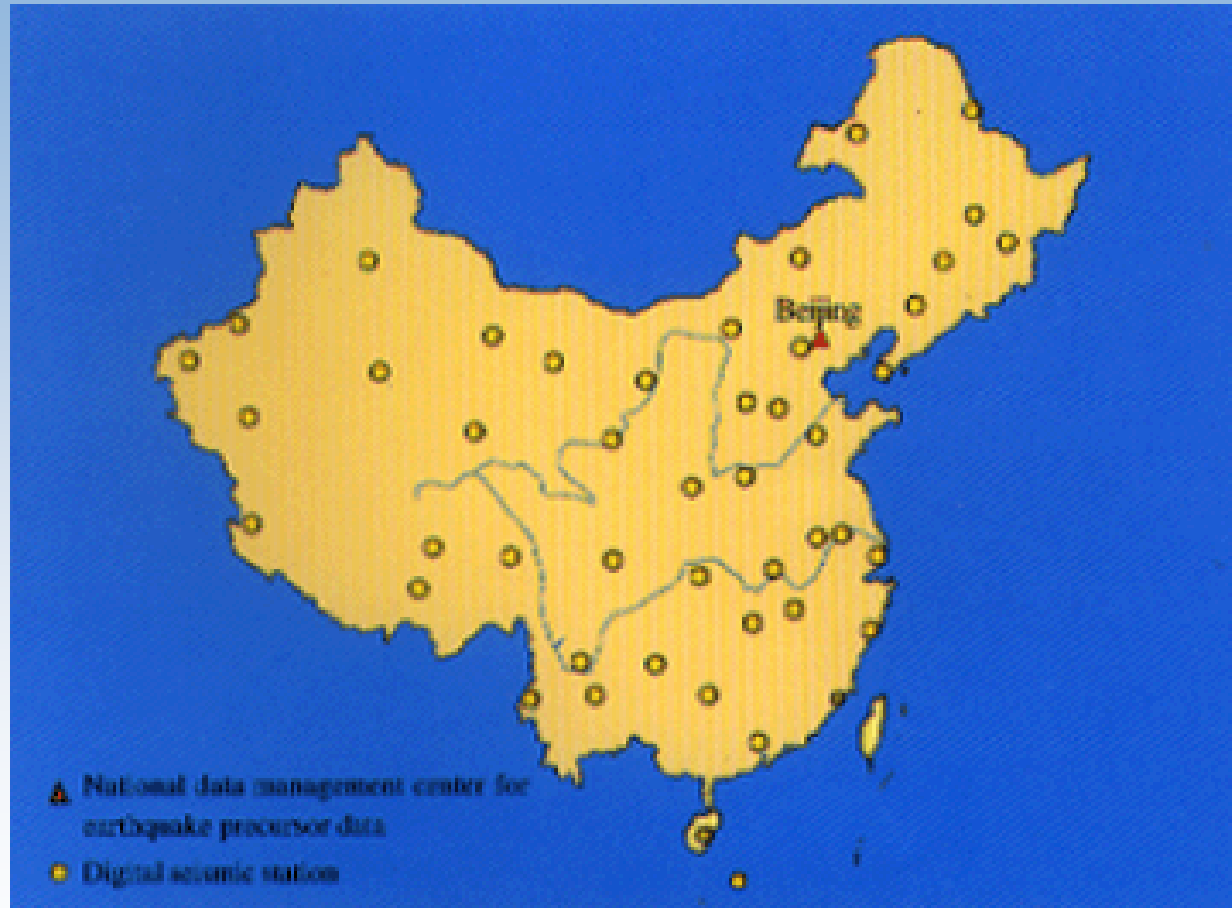 Beijing
National data management center for
earthquake precursor data
Digital seismic station